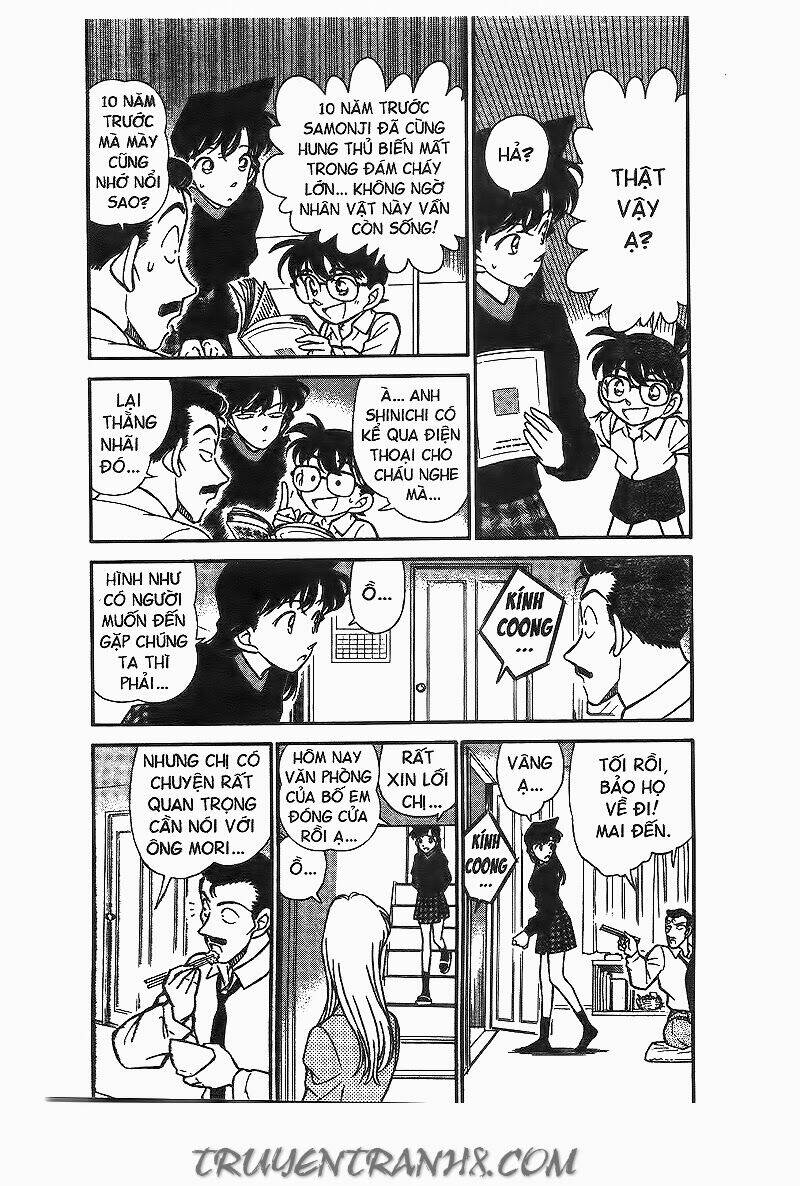 THẬT
VẬY
Ạ?
HẢ?
10 NĂM TRƯỚC
SAMONJI ĐÃ CÙNG
HUNG THỦ BIẾN MẤT
TRONG ĐÁM CHÁY
LỚN... KHÔNG NGỜ
NHÂN VẬT NÀY VẪN
CÒN SỐNG!
10 NĂM
TRƯỚC
MÀ MÀY
CŨNG
NHỚ NỔI
SAO?
À... ANH
SHINICHI CÓ
KỂ QUA ĐIỆN
THOẠI CHO
CHÁU NGHE
MÀ...
LẠI
THẰNG
NHÃI
ĐÓ...
KÍNH
COONG
...
Ồ...
HÌNH NHƯ
CÓ NGƯỜI
MUỐN ĐẾN
GẶP CHÚNG
TA THÌ
PHẢI...
TỐI RỒI,
BẢO HỌ
VỀ ĐI!
MAI ĐẾN.
VÂNG
Ạ...
KÍNH
COONG
...
RẤT
XIN LỖI
CHỊ...
HÔM NAY
VĂN PHÒNG
CỦA BỐ EM
ĐÓNG CỬA
RỒI Ạ...
Ồ...
NHƯNG CHỊ CÓ
CHUYỆN RẤT
QUAN TRỌNG
CẦN NÓI VỚI
ÔNG MORI...
TRUYENTRANH8.COM